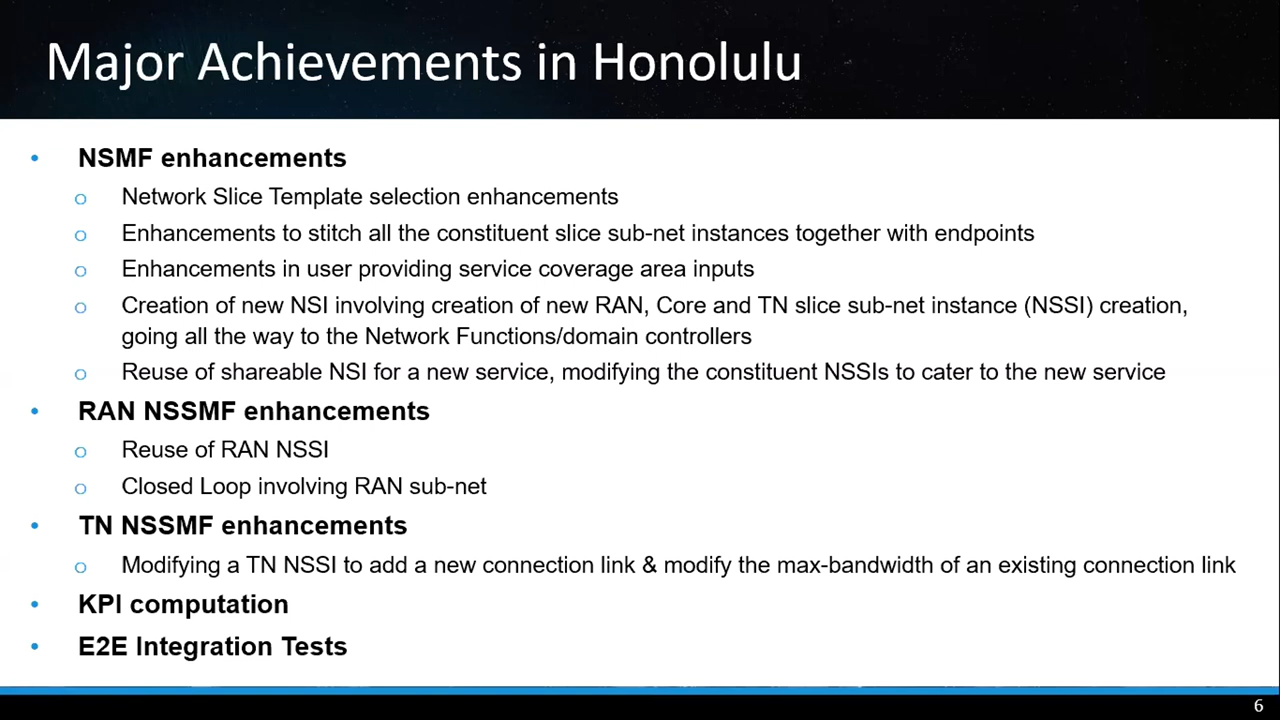 Major Achievements in Honolulu
• NSMF enhancements
o Network Slice Template selection enhancements
o Enhancements to stitch all the constituent slice sub-net instances together with endpoints
o Enhancements in user providing service coverage area inputs
o Creation of new NSI involving creation of new RAN, Core and TN slice sub-net instance (NSSI) creation,
going all the way to the Network Functions/domain controllers
o Reuse of shareable NSI for a new service, modifying the constituent NSSIs to cater to the new service
• RAN NSSMF enhancements
o Reuse of RAN NSSI
o Closed Loop involving RAN sub-net
• TN NSSMF enhancements
o Modifying a TN NSSI to add a new connection link & modify the max-bandwidth of an existing connection link
• KPI computation
• E2E Integration Tests
6